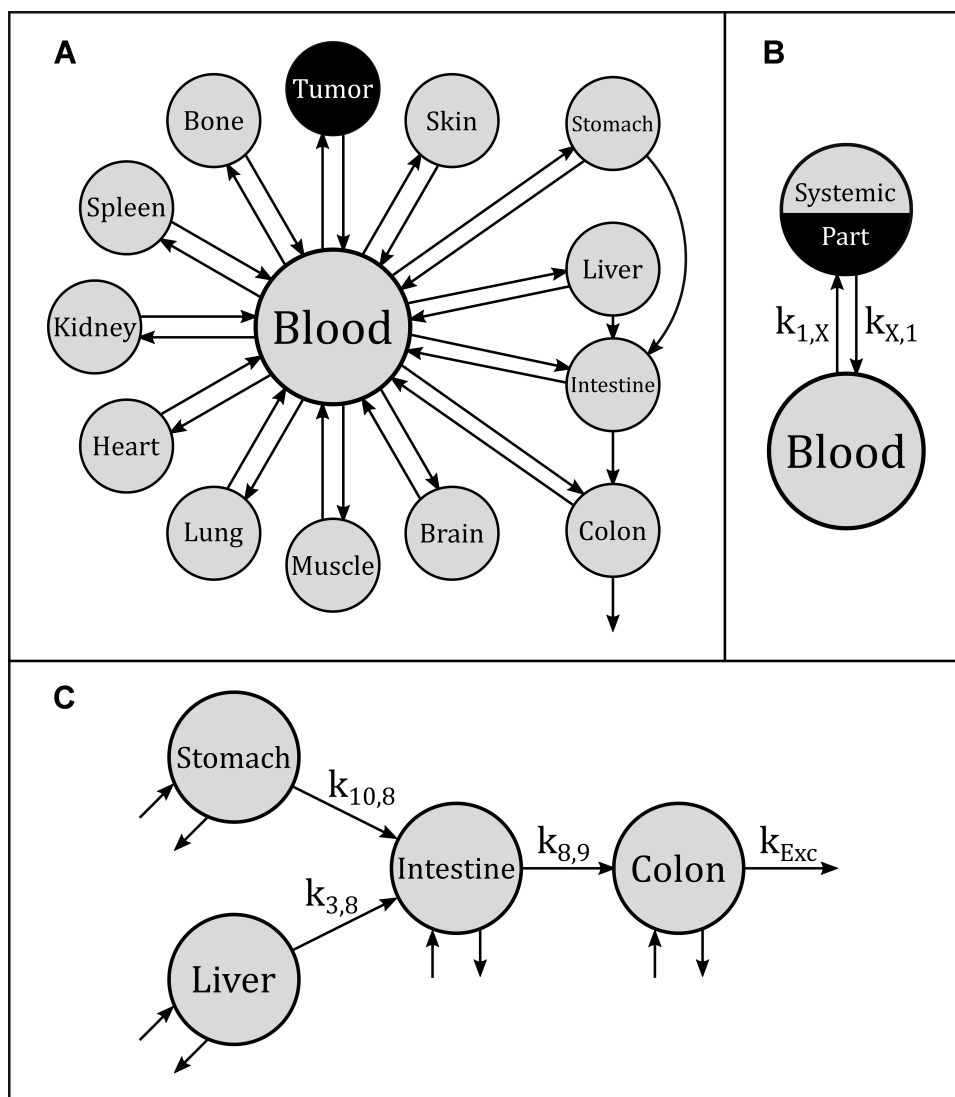 A
Tumor
Bone
Skin
Stomach
Spleen
Liver
Kidney
Blood
Intestine
Heart
Lung
Muscle
Brain
Colon
B
Systemic
Part
k1,X
kX,1
Blood
C
Stomach
k10,8
k3,8
Liver
Intestine
k8,9
Colon
kExc